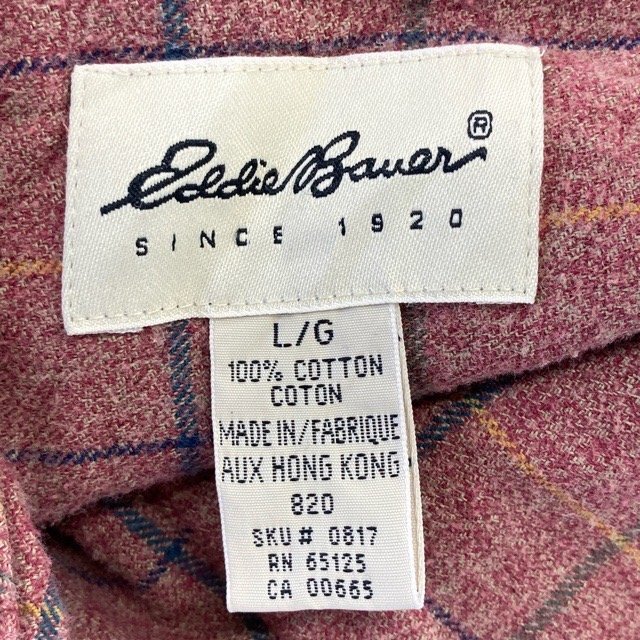 Eddie Bauer®
SINCE 1920
L/G
100% COTTON
COTON
MADE IN/FABRIQUE
AUX HONG KONG
820
SKU# 0817
RN 65125
CA 00665